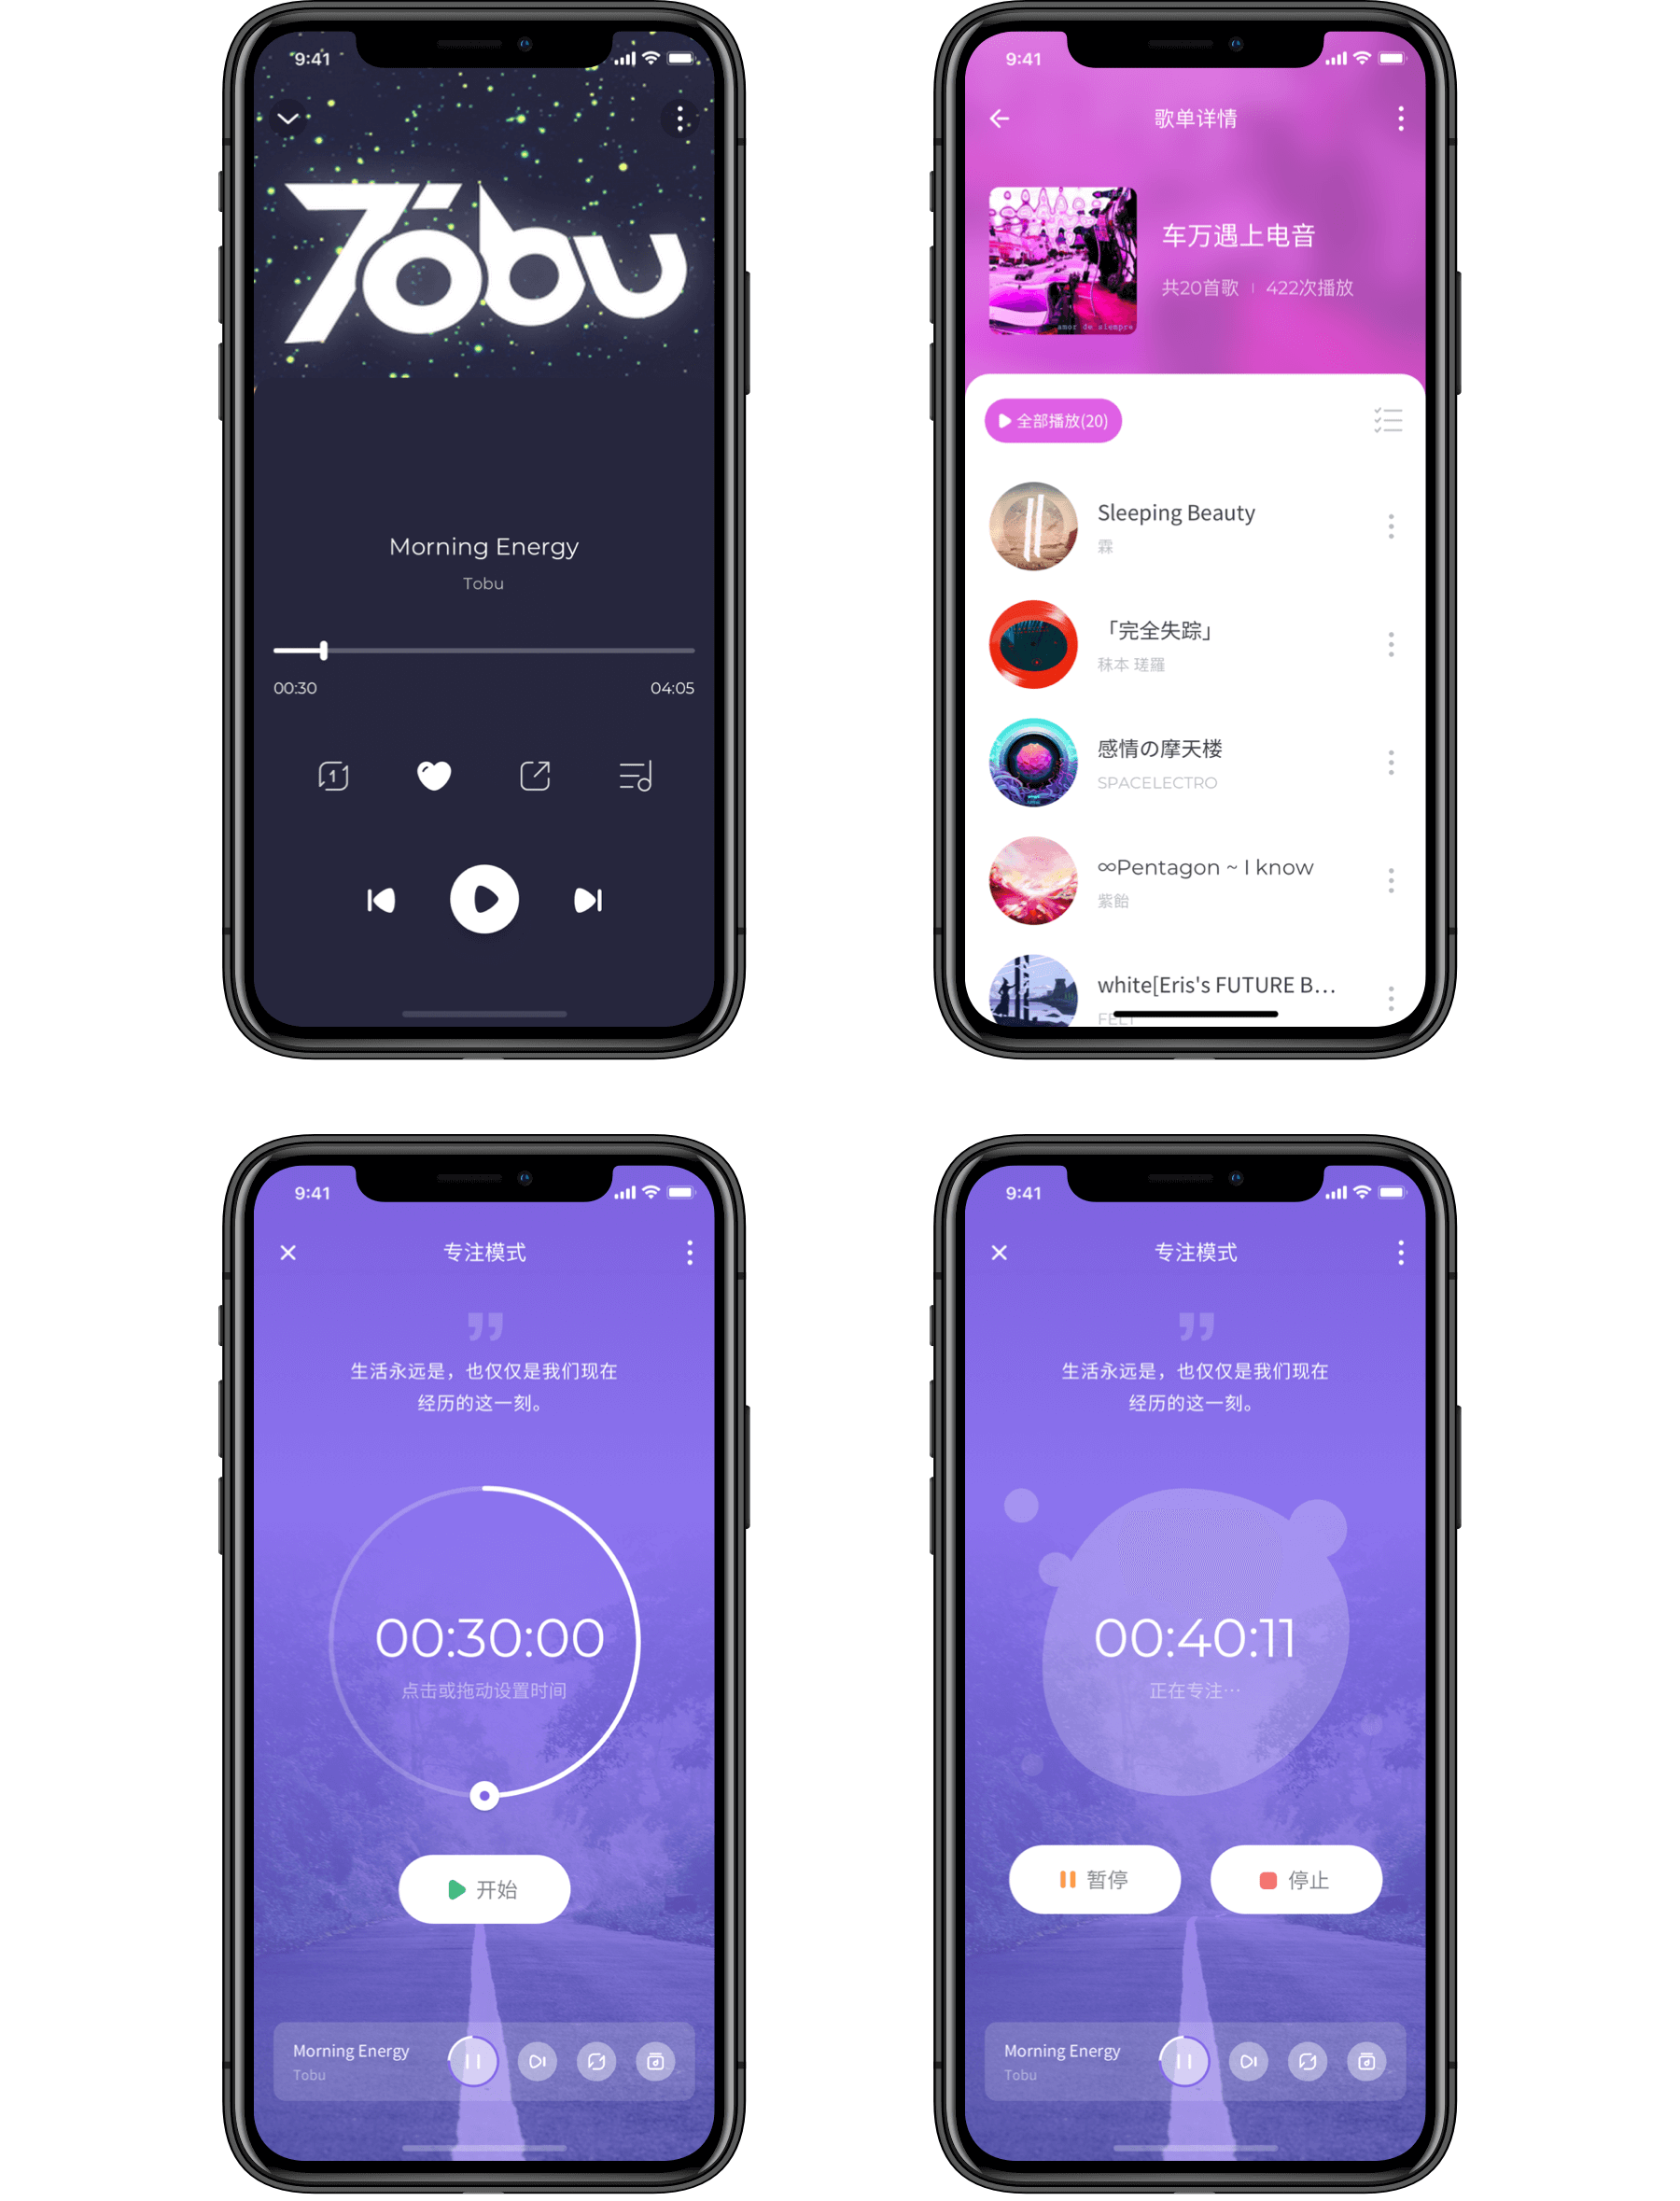 9:41
Tobu
Morning Energy
Tobu
00:30
04:05
1
9:41
歌单详情
amor de siempre
车万遇上电音
共20首歌 | 422次播放
全部播放(20)
Sleeping Beauty
霖
「完全失踪」
秣本 瑳羅
感情の摩天楼
SPACELECTRO
∞Pentagon ~ I know
紫飴
white[Eris's FUTURE B...
FELT
9:41
专注模式
”
生活永远是，也仅仅是我们现在
经历的这一刻。
00:30:00
点击或拖动设置时间
开始
Morning Energy
Tobu
9:41
专注模式
”
生活永远是，也仅仅是我们现在
经历的这一刻。
00:40:11
正在专注…
暂停
停止
Morning Energy
Tobu